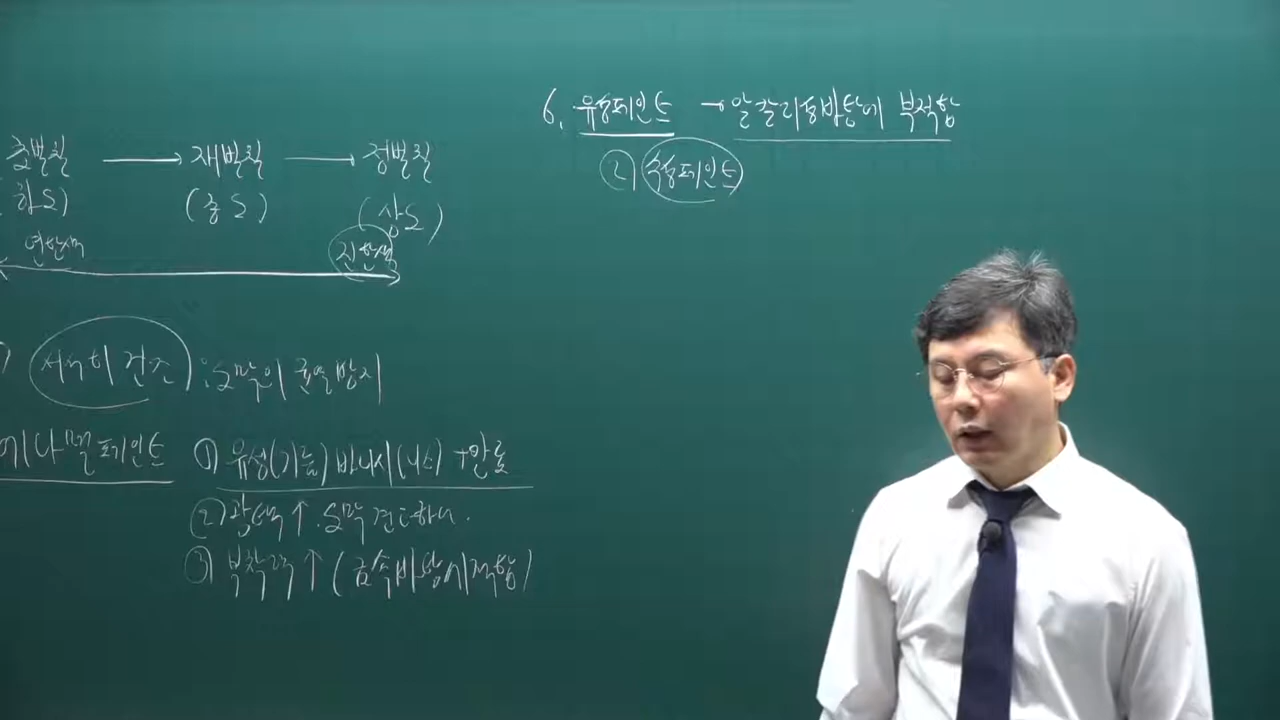 초벌칠 → 재벌칠 → 정벌칠
(하도) (중도) (상도)
연한색 진한색
서서히 건조 : 도막의 균열방지
에나멜페인트 ① 유성(기름) 바니시(니스) + 안료
② 광택↑. 도막 견고하다.
③ 부착력↑ (금속바탕에 적합)
6. 유성페인트 → 알칼리성바탕에 부적합
② 수성페인트